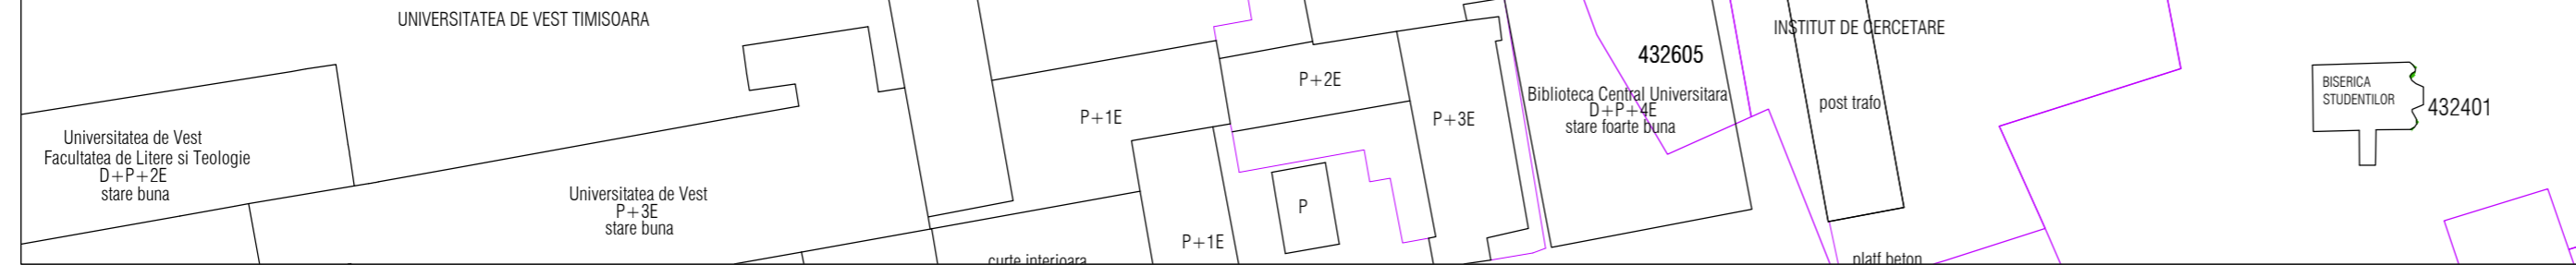 UNIVERSITATEA DE VEST TIMISOARA
INSTITUT DE CERCETARE
432605
P+2E
BISERICA
STUDENTILOR
Biblioteca Central Universitara
D+P+4E
stare foarte buna
post trafo
432401
P+1E
P+3E
Universitatea de Vest
Facultatea de Litere si Teologie
D+P+2E
stare buna
Universitatea de Vest
P+3E
stare buna
P
P+1E
curte interioara
platf beton